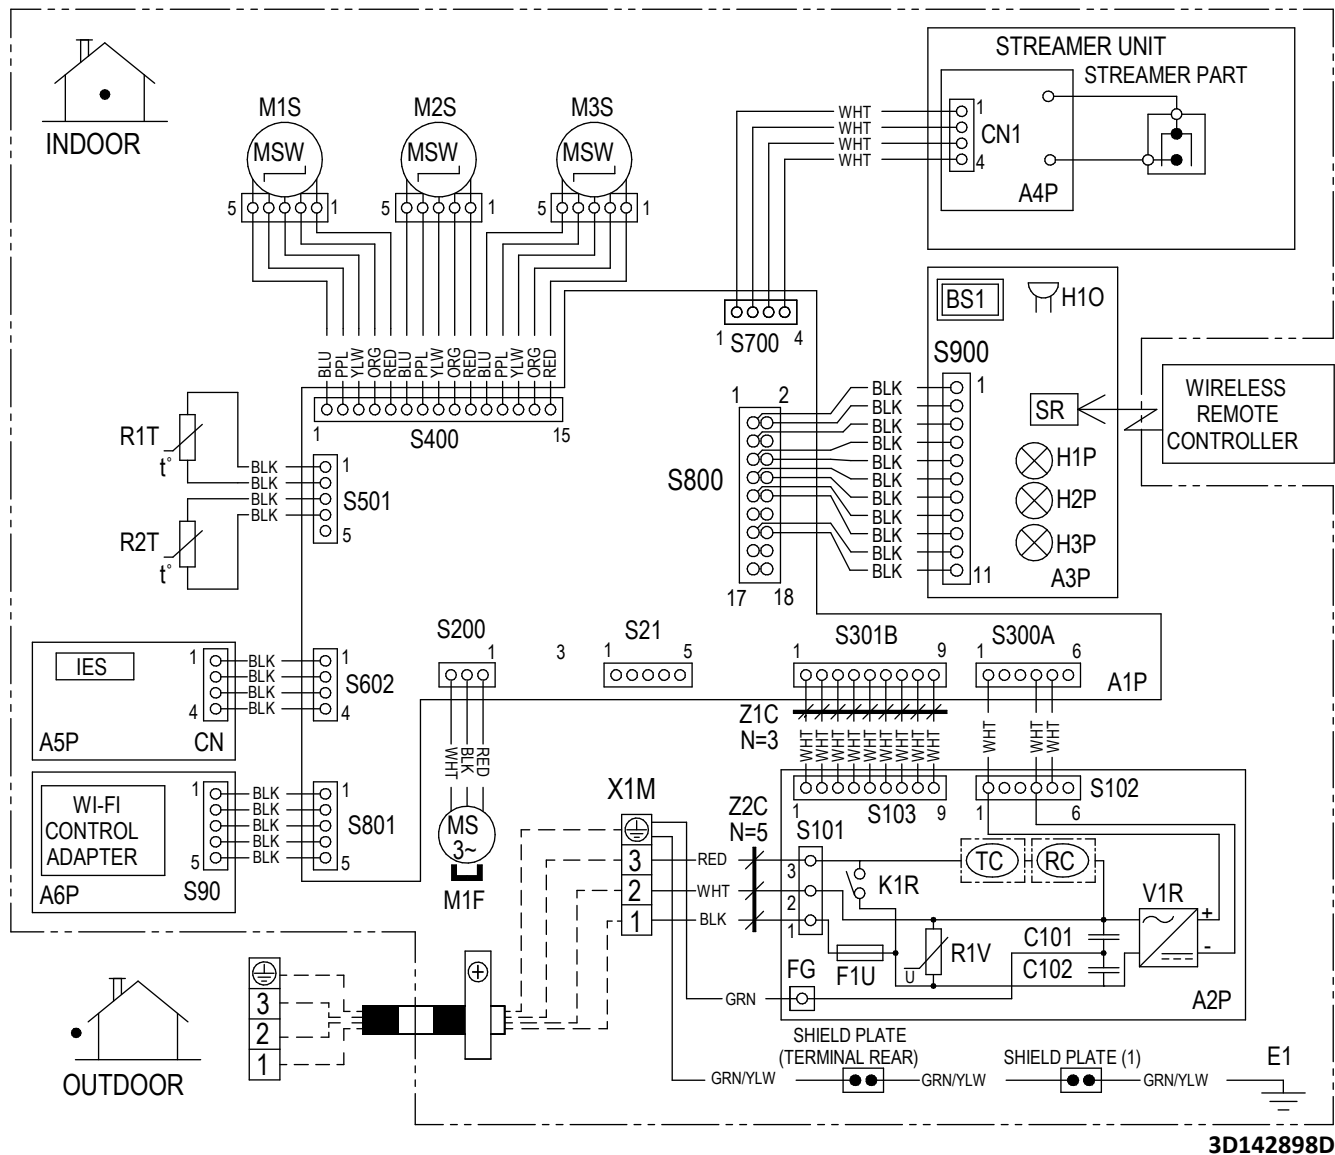 INDOOR
M1S
MSW
5 1
M2S
MSW
5 1
M3S
MSW
5 1
STREAMER UNIT
STREAMER PART
WHT
WHT
WHT
WHT
1
CN1
4
A4P
1 S700 4
BLU PPL YLW ORG RED BLU PPL YLW ORG RED BLU PPL YLW ORG RED
1 S400 15
BS1
H1O
S900
1
11
SR
H1P
H2P
H3P
A3P
WIRELESS
REMOTE
CONTROLLER
1 2
S800
17 18
BLK
BLK
BLK
BLK
BLK
BLK
BLK
BLK
BLK
BLK
BLK
R1T
t°
R2T
t°
BLK
BLK
BLK
BLK
1
S501
5
IES
A5P
CN
1
4
BLK
BLK
BLK
BLK
1
S602
4
WI-FI
CONTROL
ADAPTER
A6P
S90
1
5
BLK
BLK
BLK
BLK
BLK
1
S801
5
S200
1 3
WHT BLK RED
MS
3~
M1F
S21
1 5
S301B
1 9
S300A
1 6
A1P
Z1C
N=3
WHT WHT WHT WHT WHT WHT WHT WHT WHT
WHT WHT WHT
1 S103 9
1 6
S102
X1M
3
2
1
RED
WHT
BLK
Z2C
N=5
S101
3
2
1
K1R
TC
RC
V1R
+
-
F1U
R1V
U
C101
C102
FG
GRN
A2P
SHIELD PLATE
(TERMINAL REAR)
SHIELD PLATE (1)
E1
GRN/YLW
GRN/YLW
GRN/YLW
3
2
1
OUTDOOR
3D142898D